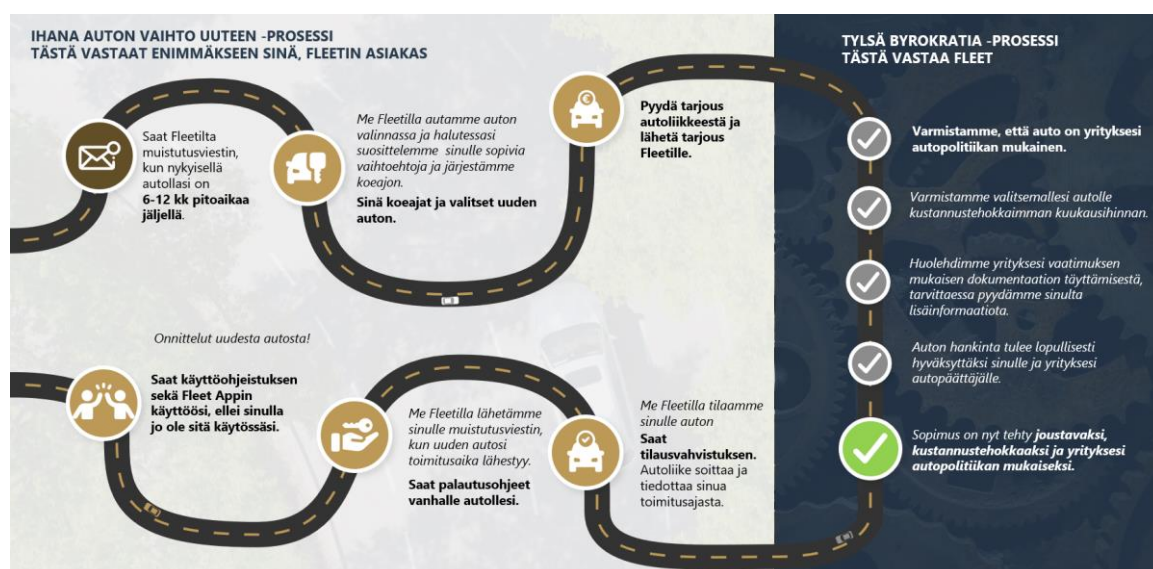 IHANA AUTON VAIHTO UUTEEN -PROSESSI
TÄSTÄ VASTAAT ENIMMÄKSEEN SINÄ, FLEETIN ASIAKAS
Saat Fleetilta
muistutusviestin,
kun nykyisellä
autollasi on
6-12 kk pitoaikaa
jäljellä.
Me Fleetilla autamme auton
valinnassa ja halutessasi
suosittelemme sinulle sopivia
vaihtoehtoja ja järjestämme
koeajon.
Sinä koeajat ja valitset uuden
auton.
Pyydä tarjous
autoliikkeestä ja
lähetä tarjous
Fleetille.
TYLSÄ BYROKRATIA -PROSESSI
TÄSTÄ VASTAA FLEET
Varmistamme, että auto on yrityksesi
autopolitiikan mukainen.
Varmistamme valitsemallesi autolle
kustannustehokkaimman kuukausihinnan.
Huolehdimme yrityksesi vaatimuksen
mukaisen dokumentaation täyttämisestä,
tarvittaessa pyydämme sinulta
lisäinformaatiota.
Auton hankinta tulee lopullisesti
hyväksyttäksi sinulle ja yrityksesi
autopäättäjälle.
Sopimus on nyt tehty joustavaksi,
kustannustehokkaaksi ja yrityksesi
autopolitiikan mukaiseksi.
Me Fleetilla tilaamme
sinulle auton
Saat
tilausvahvistuksen.
Autoliike soittaa ja
tiedottaa sinua
toimitusajasta.
Me Fleetilla lähetämme
sinulle muistutusviestin,
kun uuden autosi
toimitusaika lähestyy.
Saat palautusohjeet
vanhalle autollesi.
Onnittelut uudesta autosta!
Saat käyttöohjeistuksen
sekä Fleet Appin
käyttöösi, ellei sinulla
jo ole sitä käytössäsi.